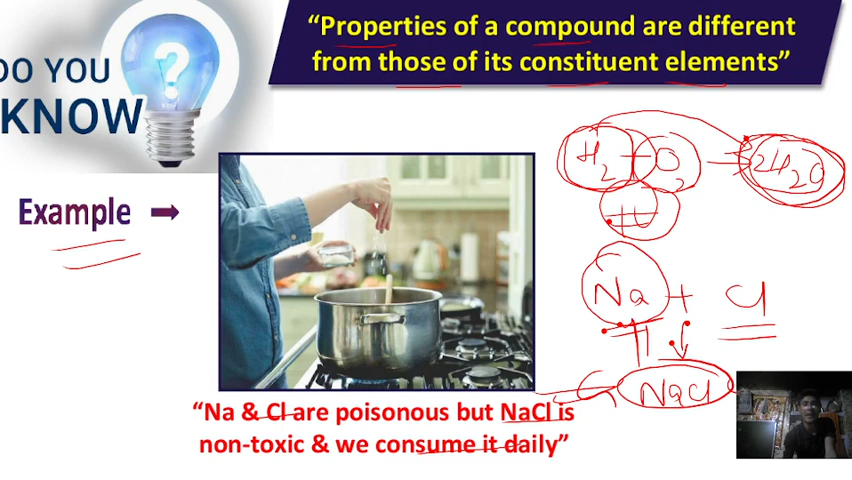 “Properties of a compound are different
from those of its constituent elements”
DO YOU
KNOW
?
H2 + O2 → 2H2O
Example ➡
Na + Cl
NaCl
“Na & Cl are poisonous but NaCl is
non-toxic & we consume it daily”